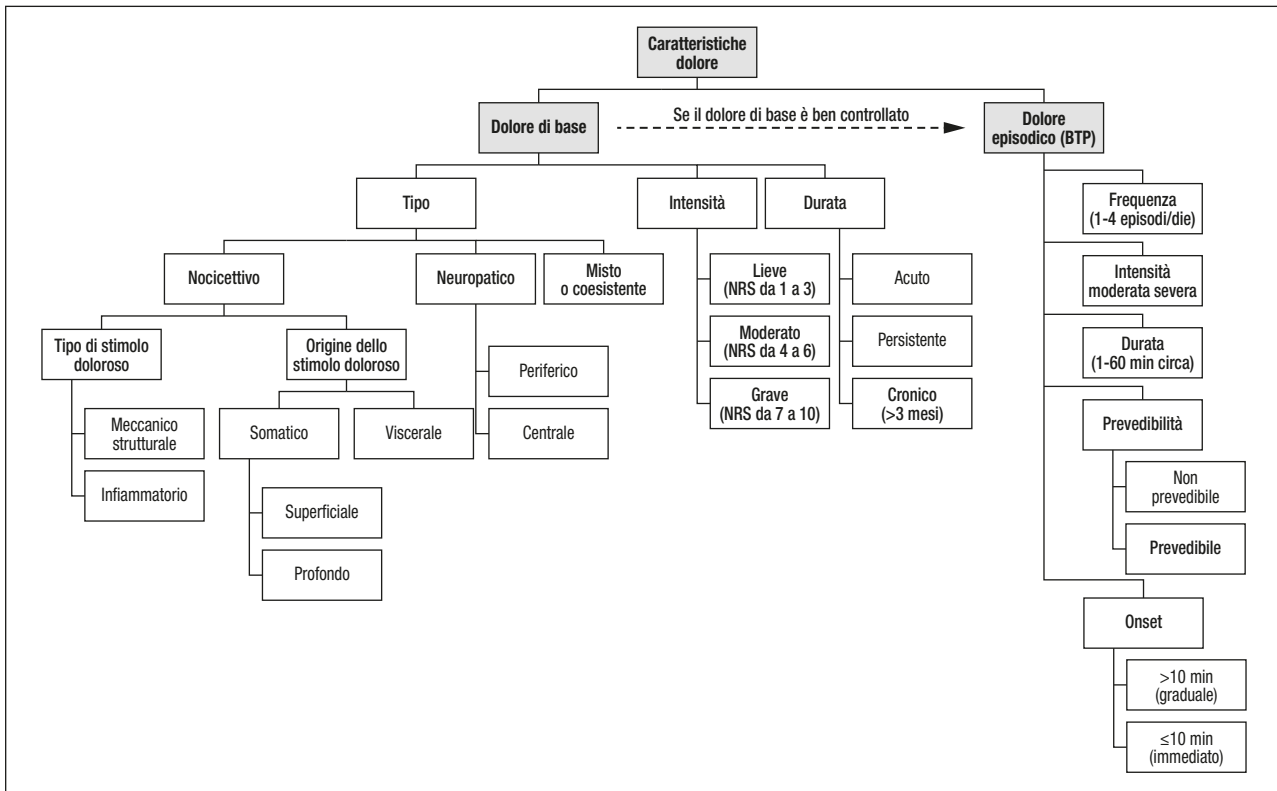 Caratteristiche
dolore
Dolore di base
Se il dolore di base è ben controllato
Dolore
episodico (BTP)
Tipo
Intensità
Durata
Frequenza
(1-4 episodi/die)
Nocicettivo
Neuropatico
Misto
o coesistente
Lieve
(NRS da 1 a 3)
Acuto
Intensità
moderata severa
Tipo di stimolo
doloroso
Origine dello
stimolo doloroso
Periferico
Moderato
(NRS da 4 a 6)
Persistente
Durata
(1-60 min circa)
Meccanico
strutturale
Somatico
Viscerale
Centrale
Grave
(NRS da 7 a 10)
Cronico
(>3 mesi)
Prevedibilità
Infiammatorio
Superficiale
Non
prevedibile
Profondo
Prevedibile
Onset
>10 min
(graduale)
≤10 min
(immediato)